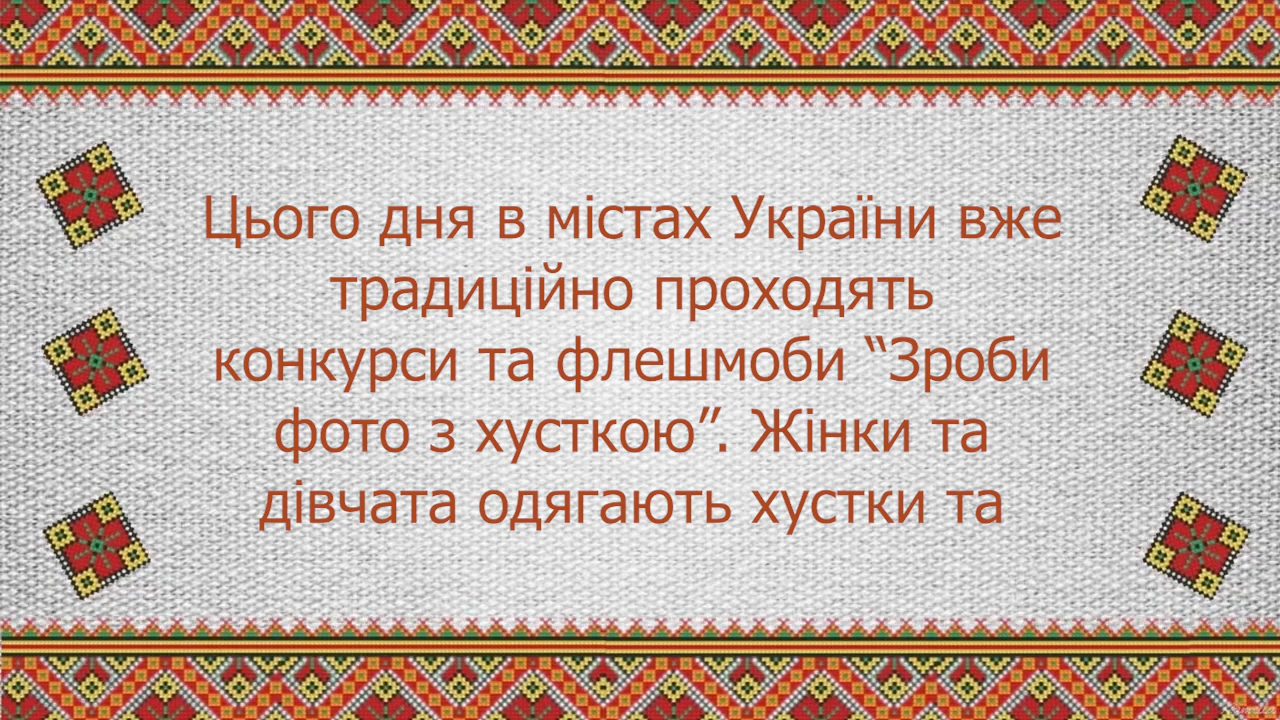 Цього дня в містах України вже
традиційно проходять
конкурси та флешмоби “Зроби
фото з хусткою”. Жінки та
дівчата одягають хустки та